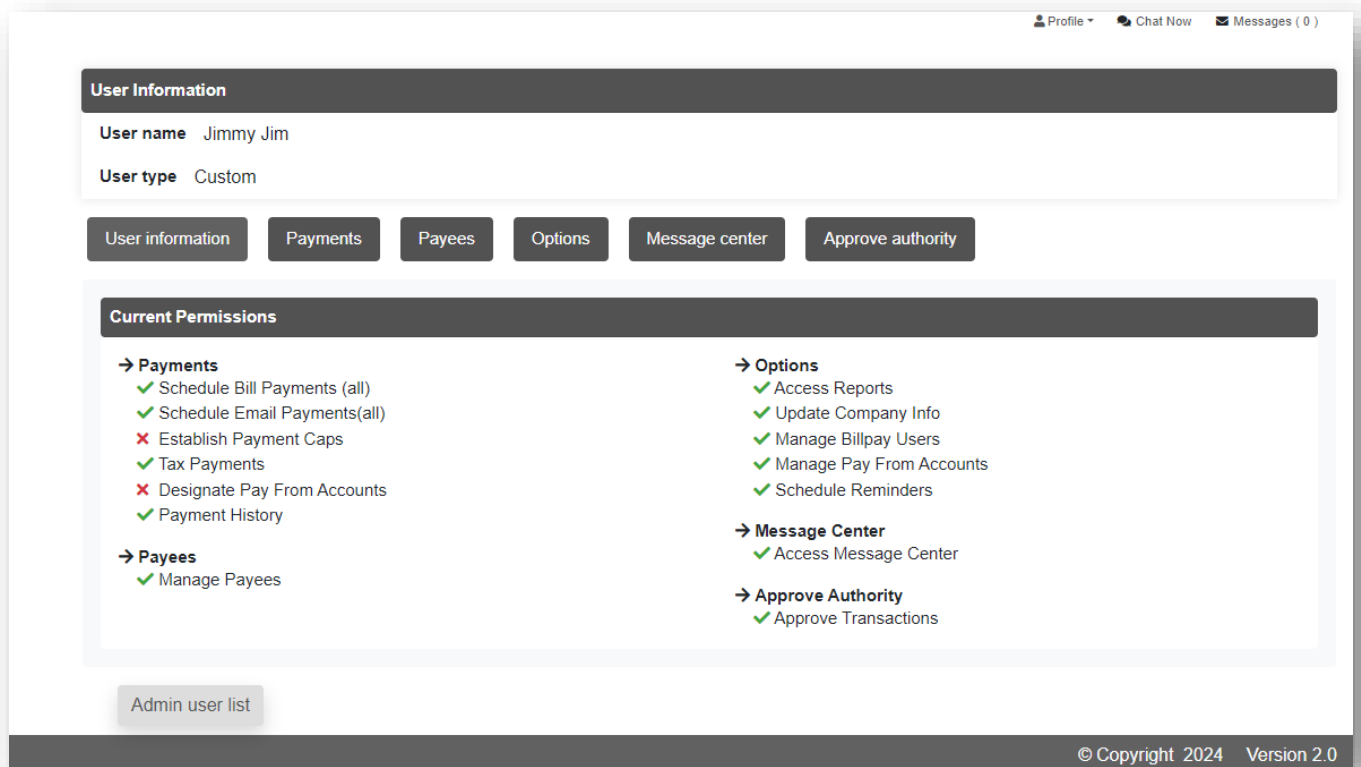 Profile Chat Now Messages ( 0 )
User Information
User name Jimmy Jim
User type Custom
User information Payments Payees Options Message center Approve authority
Current Permissions
Payments
Schedule Bill Payments (all)
Schedule Email Payments(all)
Establish Payment Caps
Tax Payments
Designate Pay From Accounts
Payment History
Payees
Manage Payees
Options
Access Reports
Update Company Info
Manage Billpay Users
Manage Pay From Accounts
Schedule Reminders
Message Center
Access Message Center
Approve Authority
Approve Transactions
Admin user list
© Copyright 2024 Version 2.0